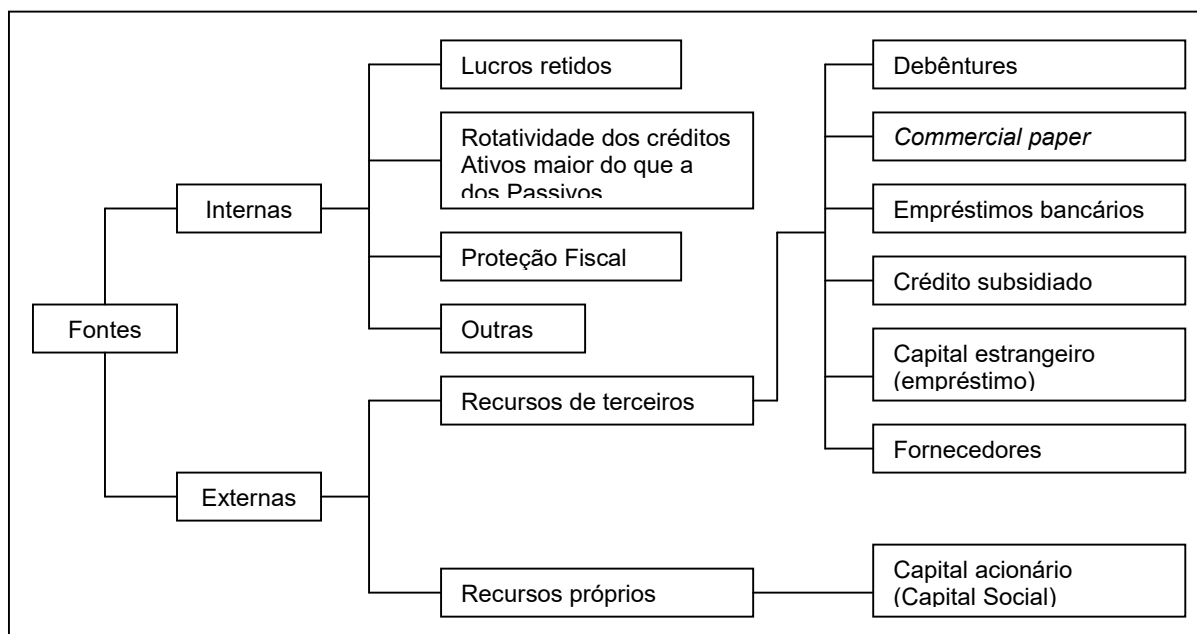 Fontes
Internas
Lucros retidos
Rotatividade dos créditos
Ativos maior do que a
dos Passivos
Proteção Fiscal
Outras
Externas
Recursos de terceiros
Debêntures
Commercial paper
Empréstimos bancários
Crédito subsidiado
Capital estrangeiro
(empréstimo)
Fornecedores
Recursos próprios
Capital acionário
(Capital Social)